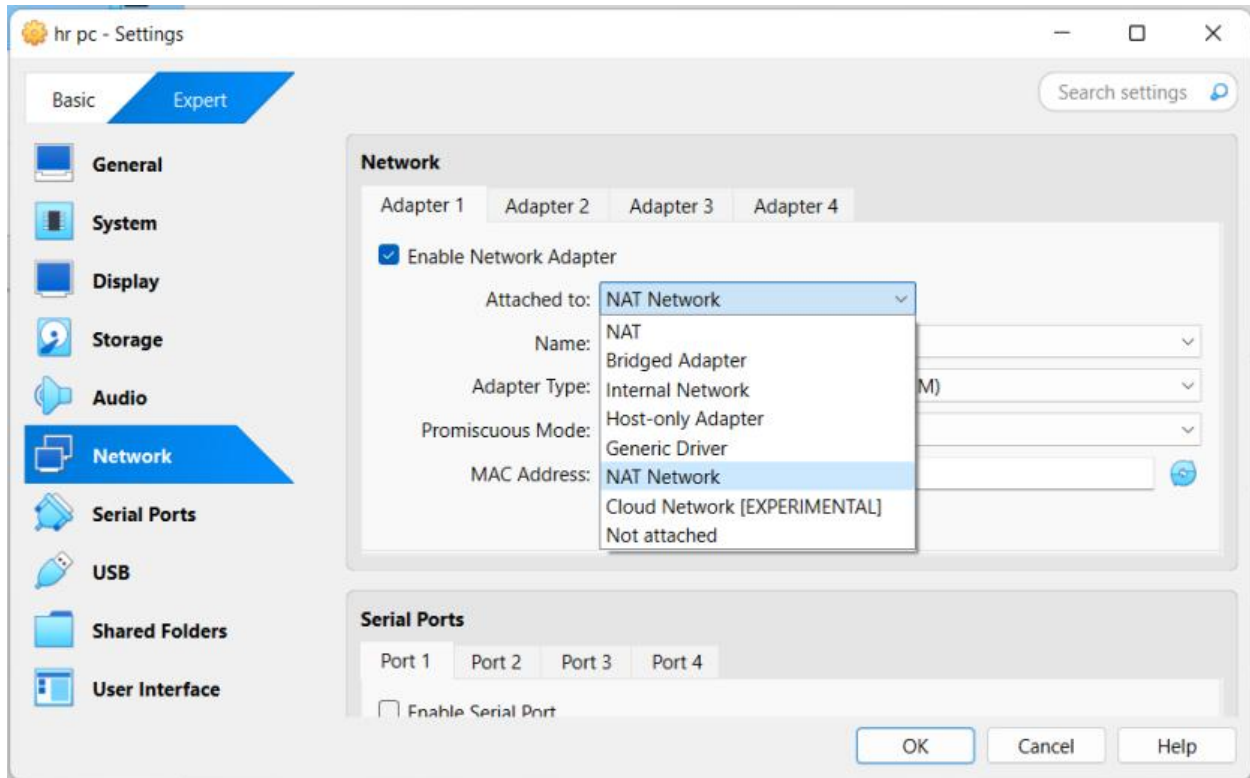 hr pc - Settings
Basic
Expert
Search settings
General
System
Display
Storage
Audio
Network
Serial Ports
USB
Shared Folders
User Interface
Network
Adapter 1
Adapter 2
Adapter 3
Adapter 4
Enable Network Adapter
Attached to: NAT Network
Name:
Adapter Type:
M)
Promiscuous Mode:
MAC Address:
NAT
Bridged Adapter
Internal Network
Host-only Adapter
Generic Driver
NAT Network
Cloud Network [EXPERIMENTAL]
Not attached
Serial Ports
Port 1
Port 2
Port 3
Port 4
Enable Serial Port
OK
Cancel
Help